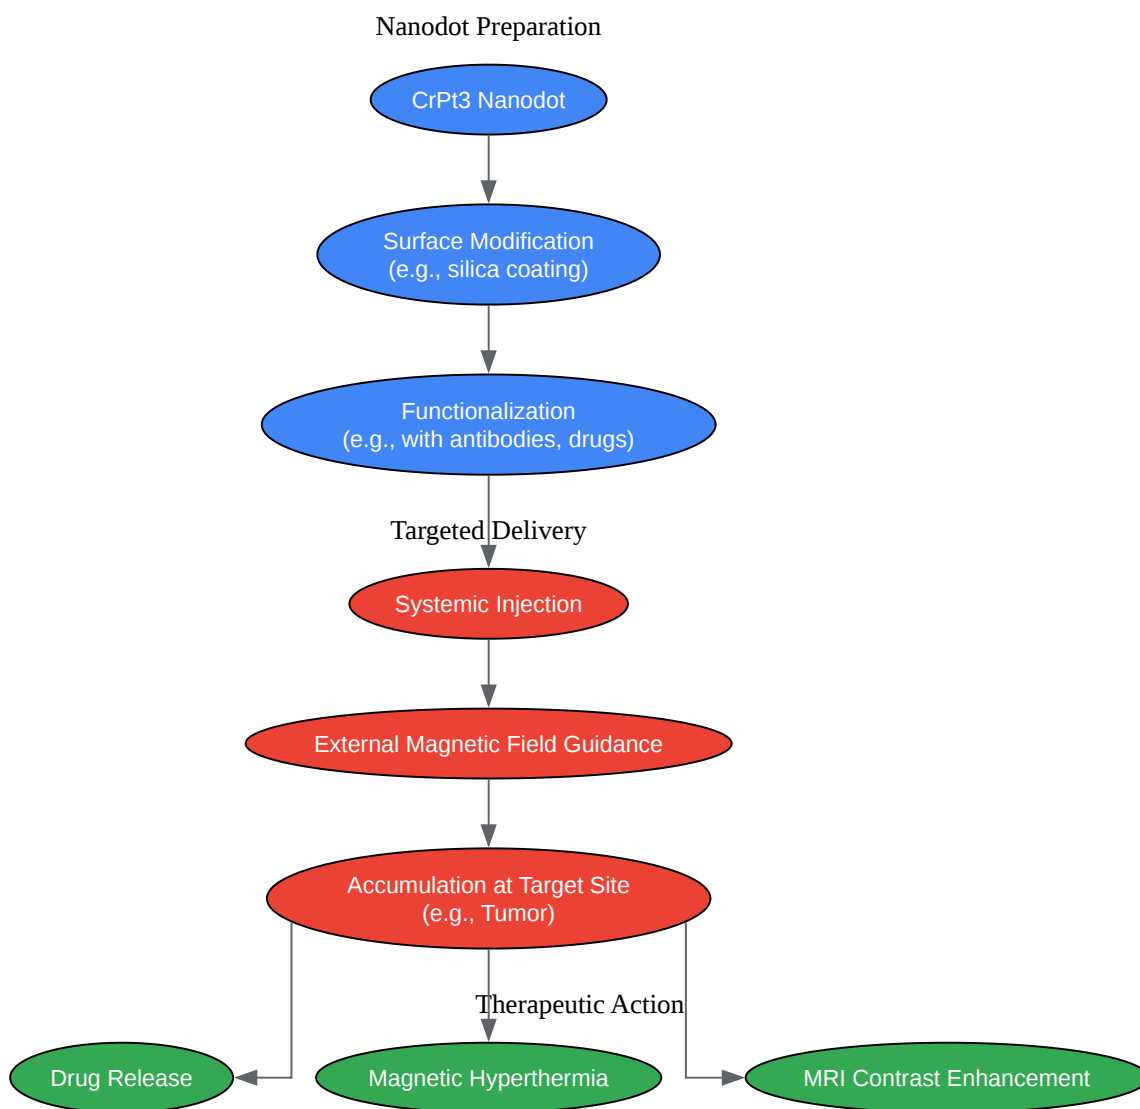 Nanodot Preparation
CrPt3 Nanodot
Surface Modification
(e.g., silica coating)
Functionalization
(e.g., with antibodies, drugs)
Targeted Delivery
Systemic Injection
External Magnetic Field Guidance
Accumulation at Target Site
(e.g., Tumor)
Therapeutic Action
Drug Release
Magnetic Hyperthermia
MRI Contrast Enhancement